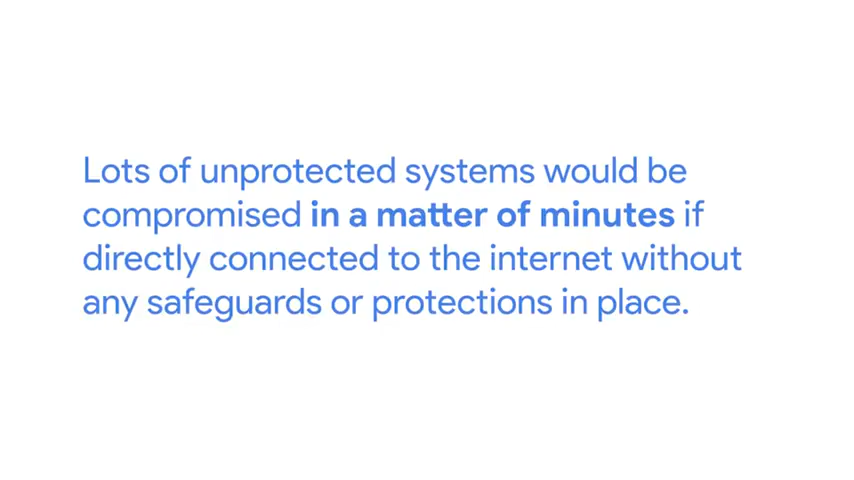 Lots of unprotected systems would be
compromised in a matter of minutes if
directly connected to the internet without
any safeguards or protections in place.